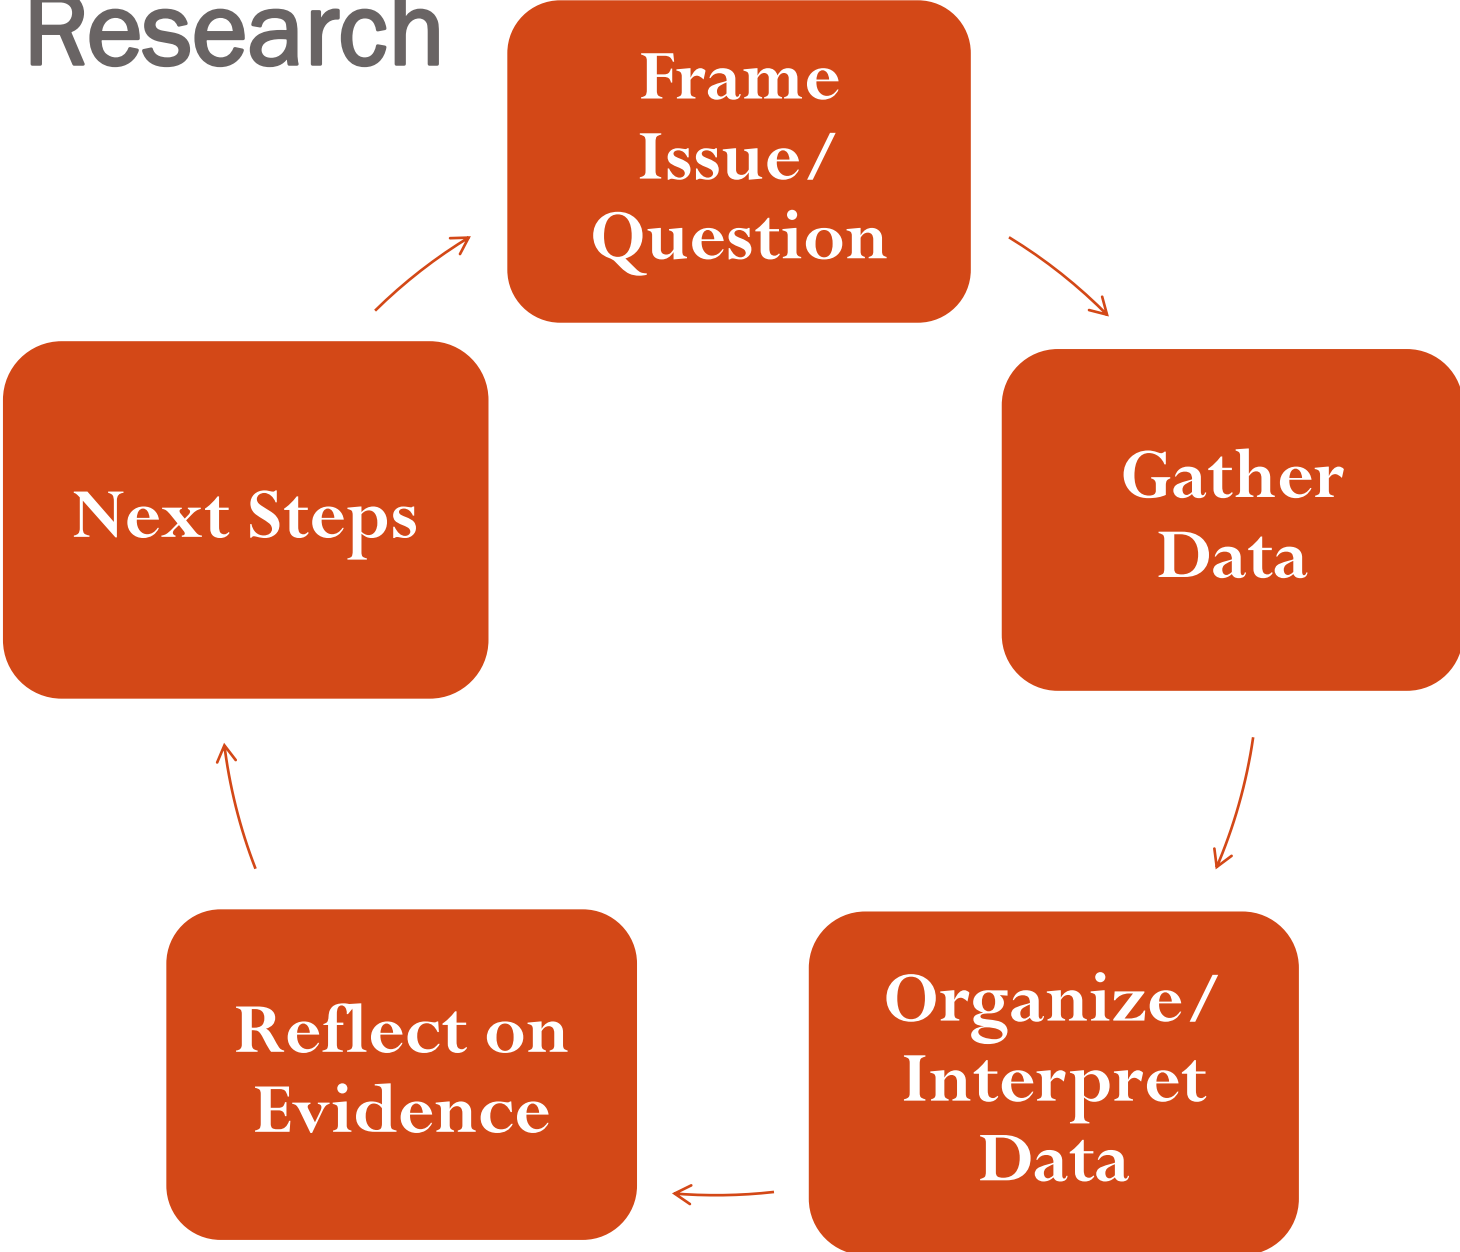 Research
Frame
Issue/
Question
Gather
Data
Organize/
Interpret
Data
Reflect on
Evidence
Next Steps